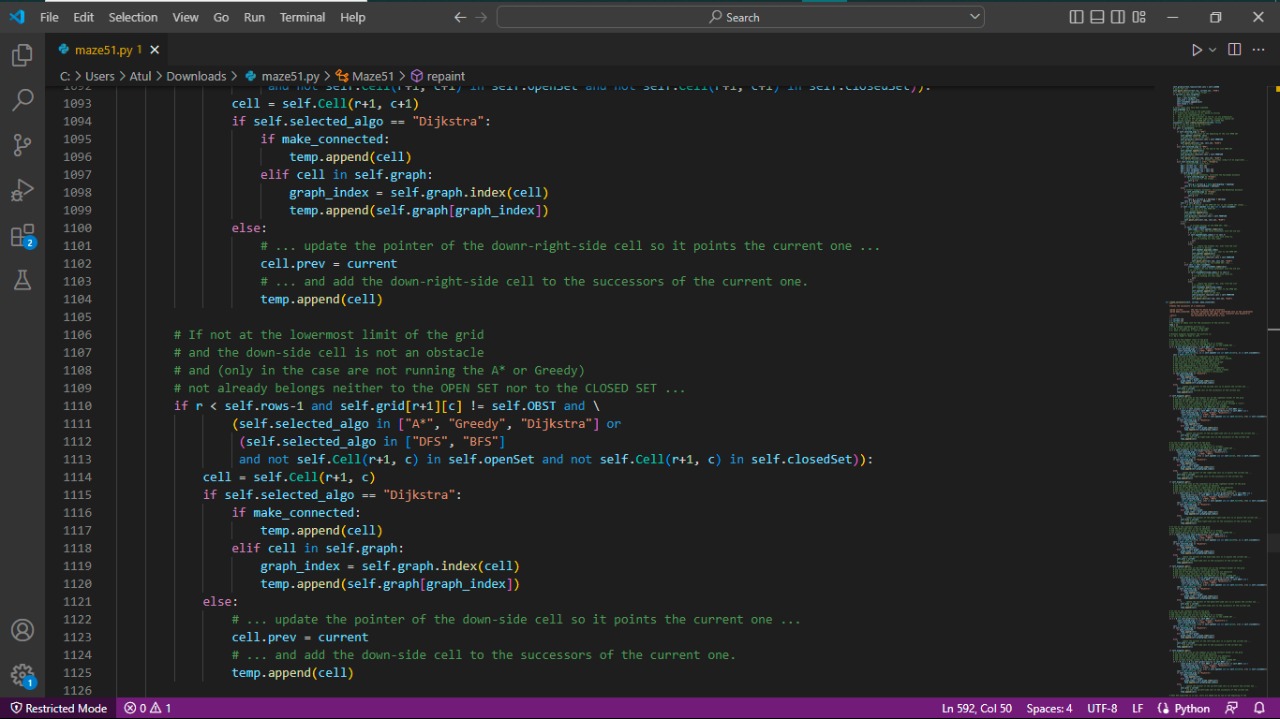 File Edit Selection View Go Run Terminal Help Search
maze51.py 1
C: > Users > Atul > Downloads > maze51.py > Maze51 > repaint
1092 and not self.Cell(r+1, c+1) in self.openSet and not self.Cell(r+1, c+1) in self.closedSet)):
1093 cell = self.Cell(r+1, c+1)
1094 if self.selected_algo == "Dijkstra":
1095 if make_connected:
1096 temp.append(cell)
1097 elif cell in self.graph:
1098 graph_index = self.graph.index(cell)
1099 temp.append(self.graph[graph_index])
1100 else:
1101 # ... update the pointer of the downr-right-side cell so it points the current one ...
1102 cell.prev = current
1103 # ... and add the down-right-side cell to the successors of the current one.
1104 temp.append(cell)
1105
1106 # If not at the lowermost limit of the grid
1107 # and the down-side cell is not an obstacle
1108 # and (only in the case are not running the A* or Greedy)
1109 # not already belongs neither to the OPEN SET nor to the CLOSED SET ...
1110 if r < self.rows-1 and self.grid[r+1][c] != self.OBST and \
1111 (self.selected_algo in ["A*", "Greedy", "Dijkstra"] or
1112 (self.selected_algo in ["DFS", "BFS"]
1113 and not self.Cell(r+1, c) in self.openSet and not self.Cell(r+1, c) in self.closedSet)):
1114 cell = self.Cell(r+1, c)
1115 if self.selected_algo == "Dijkstra":
1116 if make_connected:
1117 temp.append(cell)
1118 elif cell in self.graph:
1119 graph_index = self.graph.index(cell)
1120 temp.append(self.graph[graph_index])
1121 else:
1122 # ... update the pointer of the down-side cell so it points the current one ...
1123 cell.prev = current
1124 # ... and add the down-side cell to the successors of the current one.
1125 temp.append(cell)
1126
2
1
Restricted Mode 0 1 Ln 592, Col 50 Spaces: 4 UTF-8 LF Python